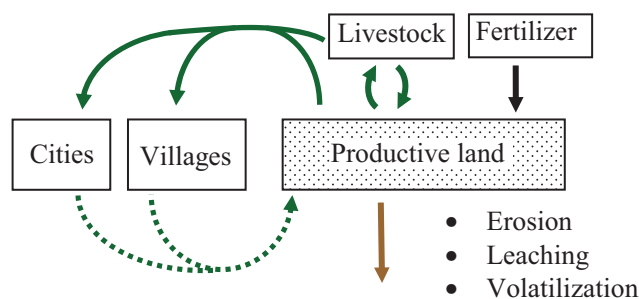 Livestock
Fertilizer
Cities
Villages
Productive land
• Erosion
• Leaching
• Volatilization